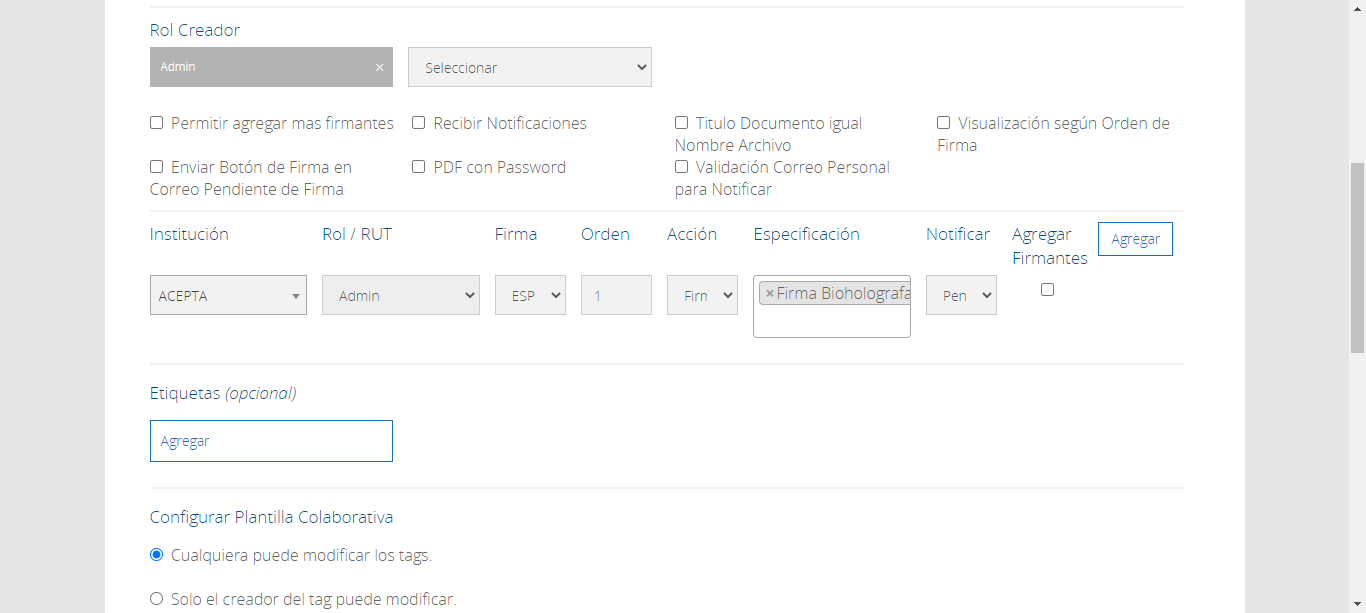 Rol Creador
Admin × Seleccionar
Permitir agregar mas firmantes
Recibir Notificaciones
Titulo Documento igual
Nombre Archivo
Visualización según Orden de
Firma
Enviar Botón de Firma en
Correo Pendiente de Firma
PDF con Password
Validación Correo Personal
para Notificar
Institución Rol / RUT Firma Orden Acción Especificación Notificar Agregar
Firmantes
Agregar
ACEPTA Admin ESP 1 Firn × Firma Bioholografa Pen
Etiquetas (opcional)
Agregar
Configurar Plantilla Colaborativa
Cualquiera puede modificar los tags.
Solo el creador del tag puede modificar.